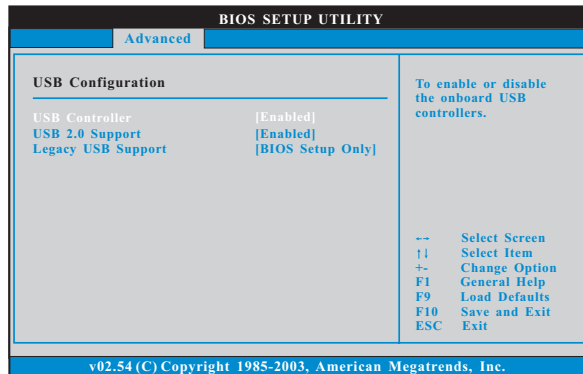 BIOS SETUP UTILITY
Advanced
USB Configuration
USB Controller [Enabled]
USB 2.0 Support [Enabled]
Legacy USB Support [BIOS Setup Only]
To enable or disable
the onboard USB
controllers.
←→ Select Screen
↑↓ Select Item
+- Change Option
F1 General Help
F9 Load Defaults
F10 Save and Exit
ESC Exit
v02.54 (C) Copyright 1985-2003, American Megatrends, Inc.